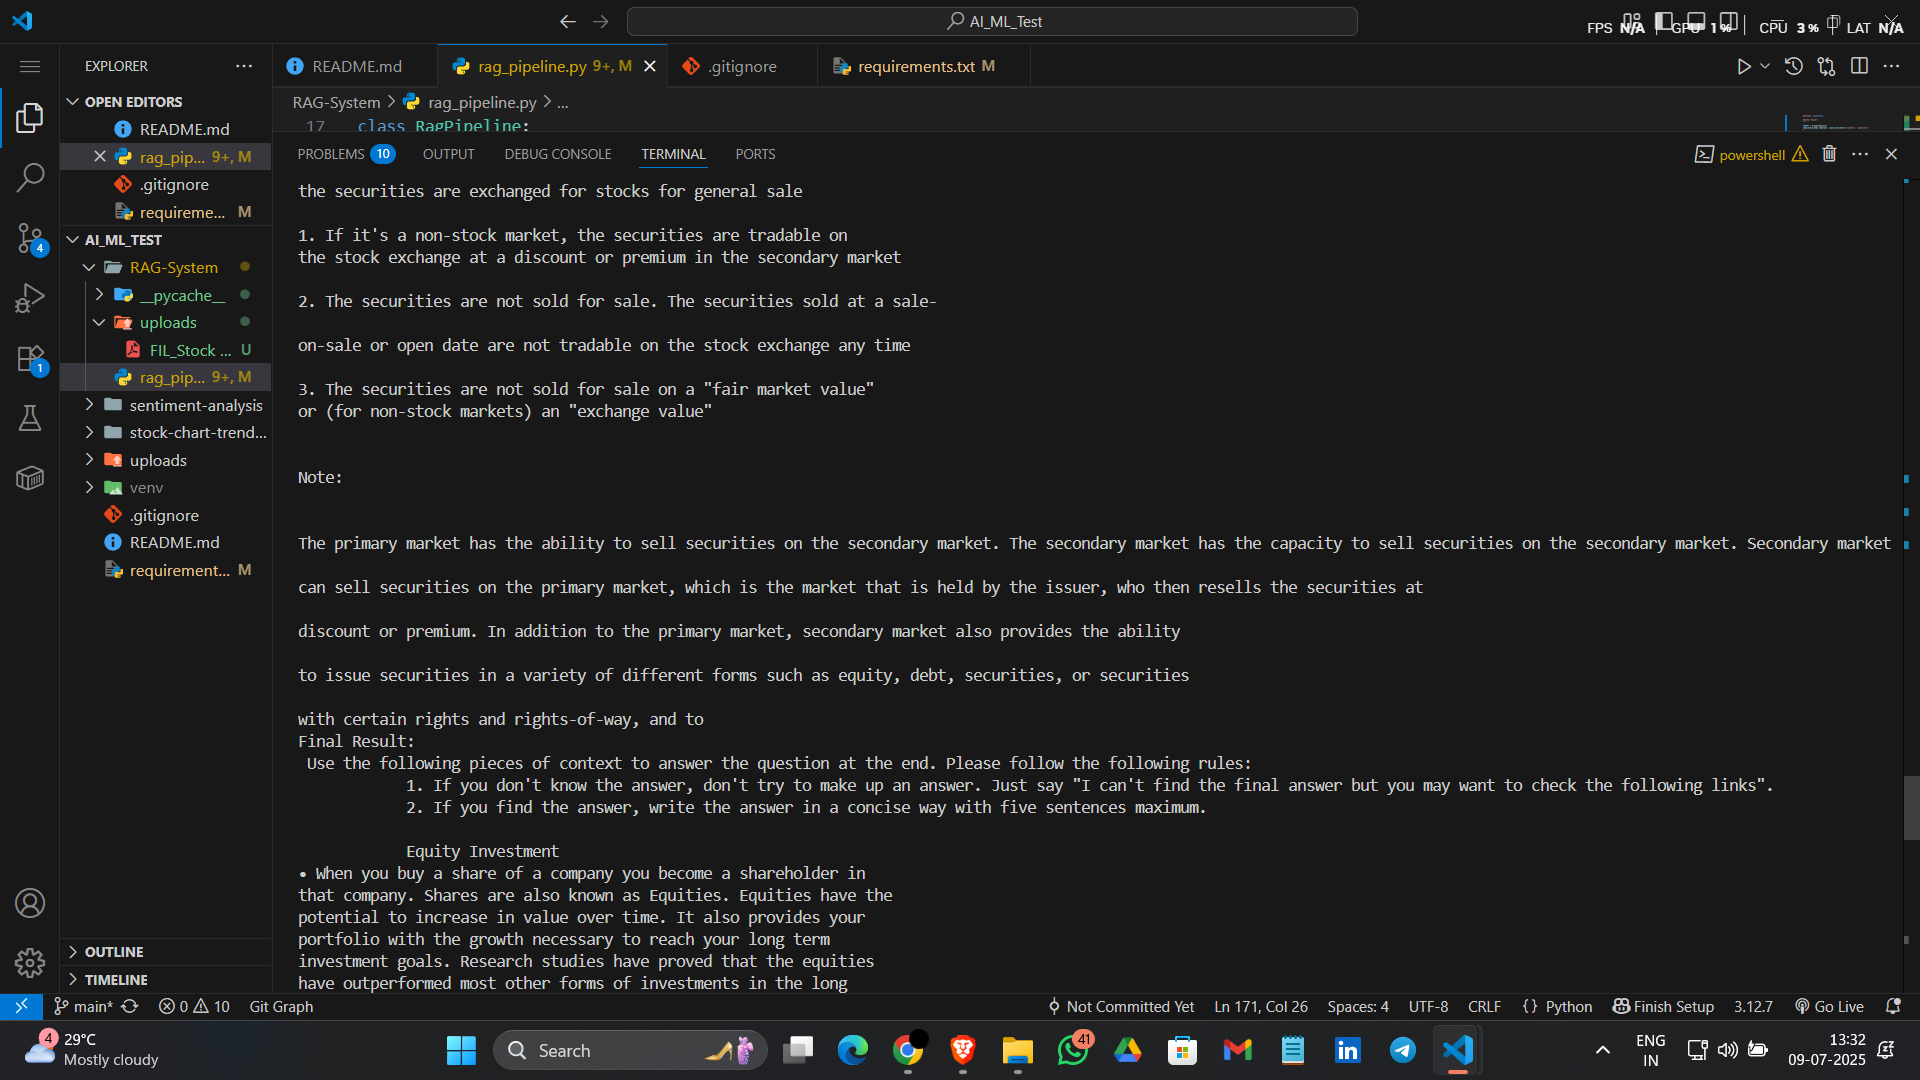 AI_ML_Test
FPS N/A GPU 1% CPU 3% LAT N/A
EXPLORER
README.md
rag_pipeline.py 9+, M
.gitignore
requirements.txt M
OPEN EDITORS
README.md
rag_pip... 9+, M
.gitignore
requireme... M
AI_ML_TEST
RAG-System
__pycache__
uploads
FIL_Stock ... U
rag_pip... 9+, M
sentiment-analysis
stock-chart-trend...
uploads
venv
.gitignore
README.md
requirement... M
OUTLINE
TIMELINE
4
1
RAG-System > rag_pipeline.py > ...
17 class RagPipeline:
PROBLEMS 10 OUTPUT DEBUG CONSOLE TERMINAL PORTS
powershell
the securities are exchanged for stocks for general sale
1. If it's a non-stock market, the securities are tradable on
the stock exchange at a discount or premium in the secondary market
2. The securities are not sold for sale. The securities sold at a sale-
on-sale or open date are not tradable on the stock exchange any time
3. The securities are not sold for sale on a "fair market value"
or (for non-stock markets) an "exchange value"
Note:
The primary market has the ability to sell securities on the secondary market. The secondary market has the capacity to sell securities on the secondary market. Secondary market
can sell securities on the primary market, which is the market that is held by the issuer, who then resells the securities at
discount or premium. In addition to the primary market, secondary market also provides the ability
to issue securities in a variety of different forms such as equity, debt, securities, or securities
with certain rights and rights-of-way, and to
Final Result:
Use the following pieces of context to answer the question at the end. Please follow the following rules:
1. If you don't know the answer, don't try to make up an answer. Just say "I can't find the final answer but you may want to check the following links".
2. If you find the answer, write the answer in a concise way with five sentences maximum.
Equity Investment
• When you buy a share of a company you become a shareholder in
that company. Shares are also known as Equities. Equities have the
potential to increase in value over time. It also provides your
portfolio with the growth necessary to reach your long term
investment goals. Research studies have proved that the equities
have outperformed most other forms of investments in the long
main* 0 10 Git Graph
Not Committed Yet Ln 171, Col 26 Spaces: 4 UTF-8 CRLF {} Python Finish Setup 3.12.7 Go Live
4
29°C
Mostly cloudy
Search
41
ENG
IN
13:32
09-07-2025